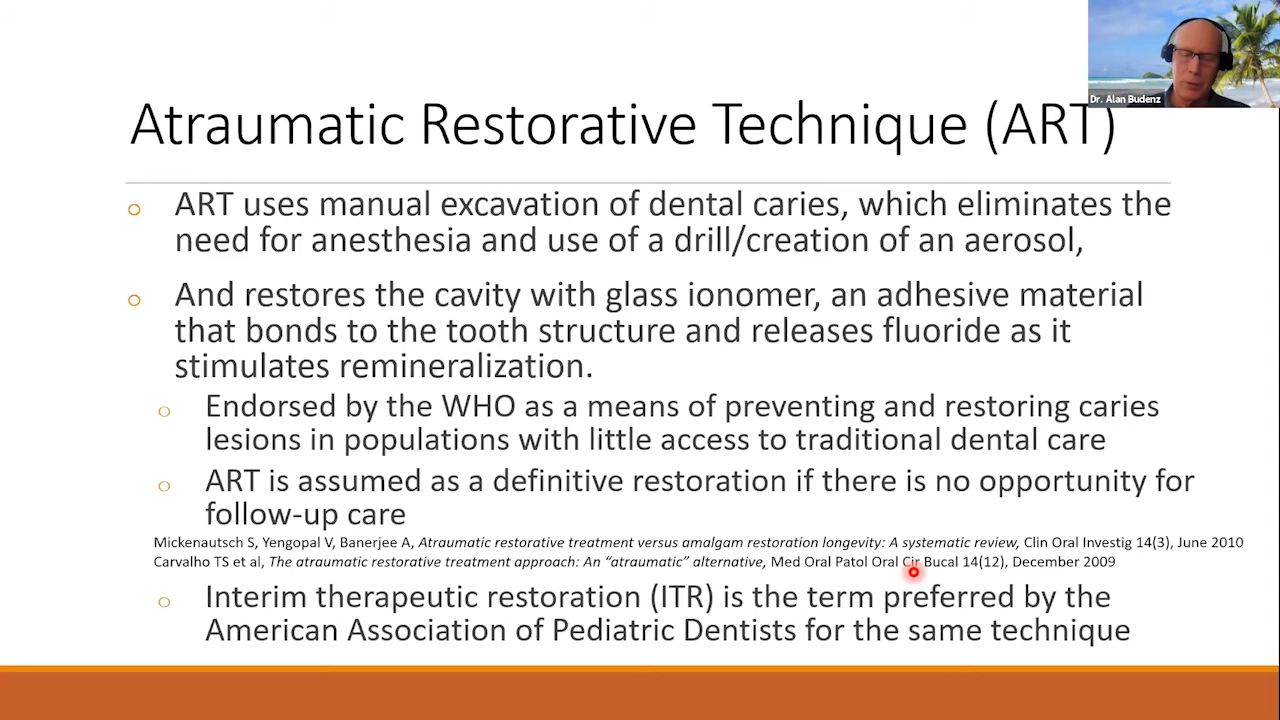 Dr. Alan Budenz
Atraumatic Restorative Technique (ART)
ART uses manual excavation of dental caries, which eliminates the
need for anesthesia and use of a drill/creation of an aerosol,
And restores the cavity with glass ionomer, an adhesive material
that bonds to the tooth structure and releases fluoride as it
stimulates remineralization.
Endorsed by the WHO as a means of preventing and restoring caries
lesions in populations with little access to traditional dental care
ART is assumed as a definitive restoration if there is no opportunity for
follow-up care
Mickenautsch S, Yengopal V, Banerjee A, Atraumatic restorative treatment versus amalgam restoration longevity: A systematic review, Clin Oral Investig 14(3), June 2010
Carvalho TS et al, The atraumatic restorative treatment approach: An “atraumatic” alternative, Med Oral Patol Oral Cir Bucal 14(12), December 2009
Interim therapeutic restoration (ITR) is the term preferred by the
American Association of Pediatric Dentists for the same technique